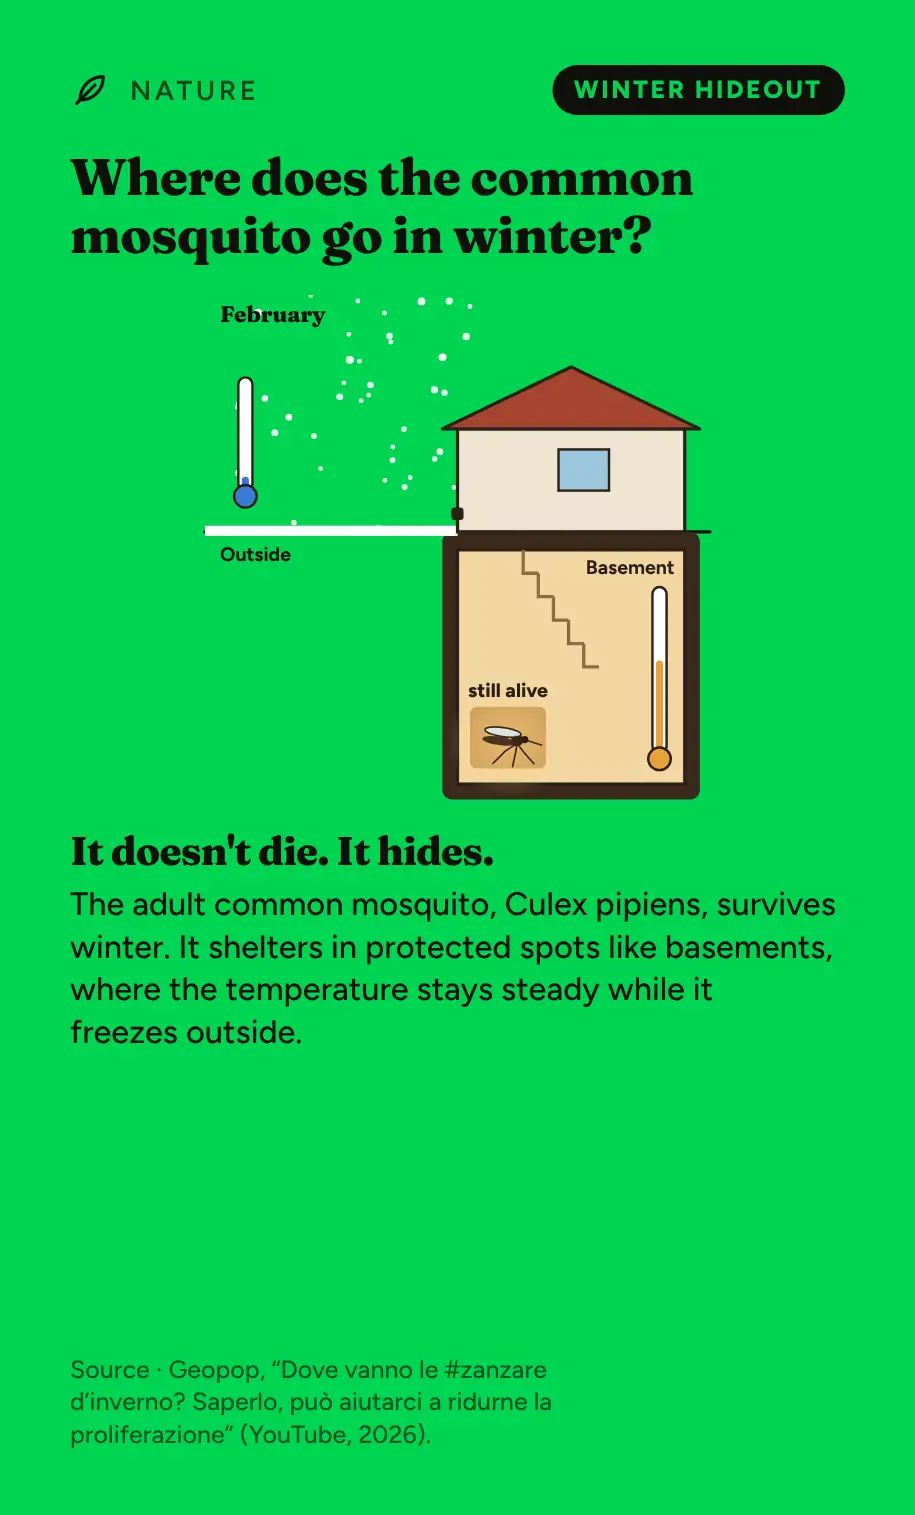 NATURE
WINTER HIDEOUT
Where does the common
mosquito go in winter?
February
Outside
Basement
still alive
It doesn't die. It hides.
The adult common mosquito, Culex pipiens, survives
winter. It shelters in protected spots like basements,
where the temperature stays steady while it
freezes outside.
Source · Geopop, “Dove vanno le #zanzare
d’inverno? Saperlo, può aiutarci a ridurne la
proliferazione“ (YouTube, 2026).